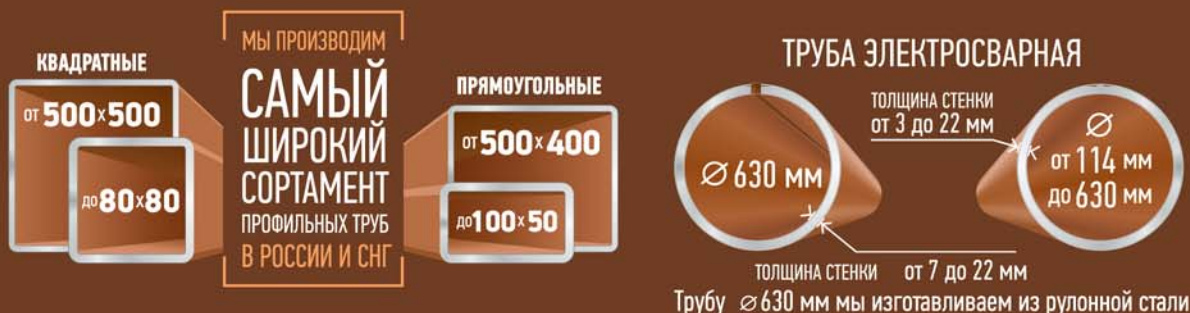 КВАДРАТНЫЕ
от 500x500
до 80x80
МЫ ПРОИЗВОДИМ
САМЫЙ
ШИРОКИЙ
СОРТАМЕНТ
ПРОФИЛЬНЫХ ТРУБ
В РОССИИ И СНГ
ПРЯМОУГОЛЬНЫЕ
от 500x400
до 100x50
ТРУБА ЭЛЕКТРОСВАРНАЯ
ТОЛЩИНА СТЕНКИ
от 3 до 22 мм
Ø 630 мм
Ø
от 114 мм
до 630 мм
ТОЛЩИНА СТЕНКИ от 7 до 22 мм
Трубу Ø 630 мм мы изготавливаем из рулонной стали